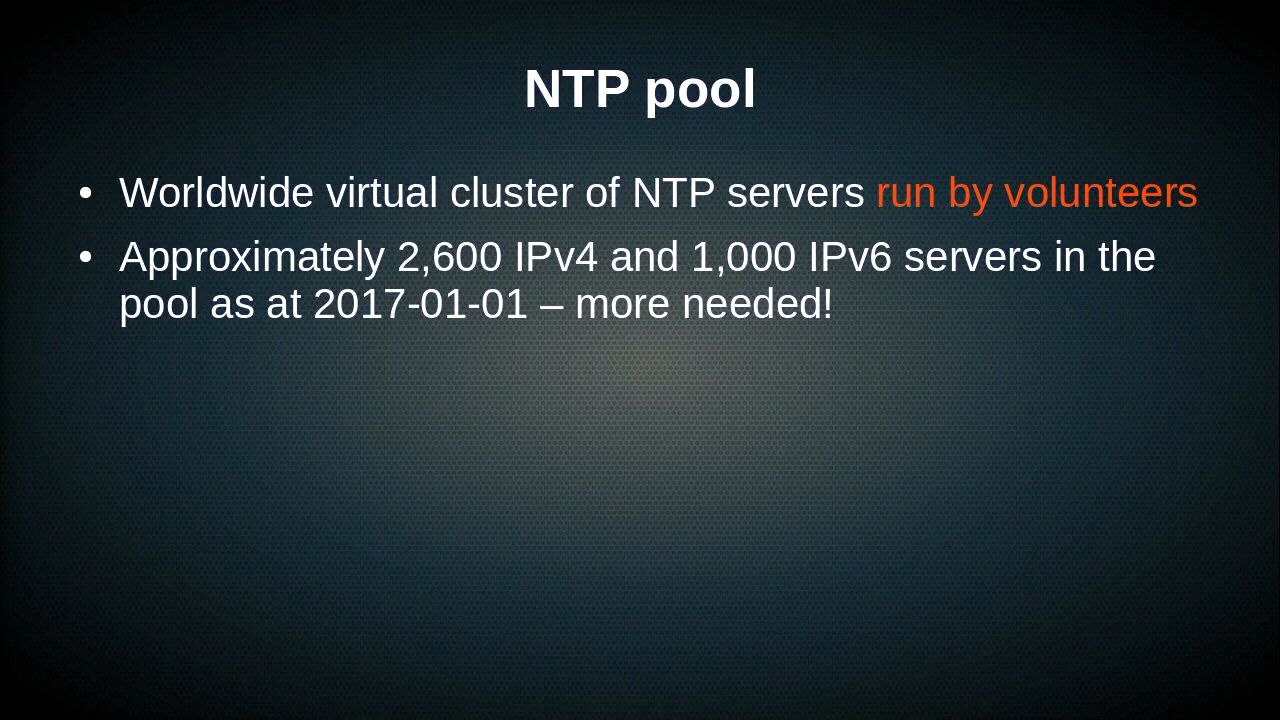 NTP pool
• Worldwide virtual cluster of NTP servers run by volunteers
• Approximately 2,600 IPv4 and 1,000 IPv6 servers in the
pool as at 2017-01-01 – more needed!